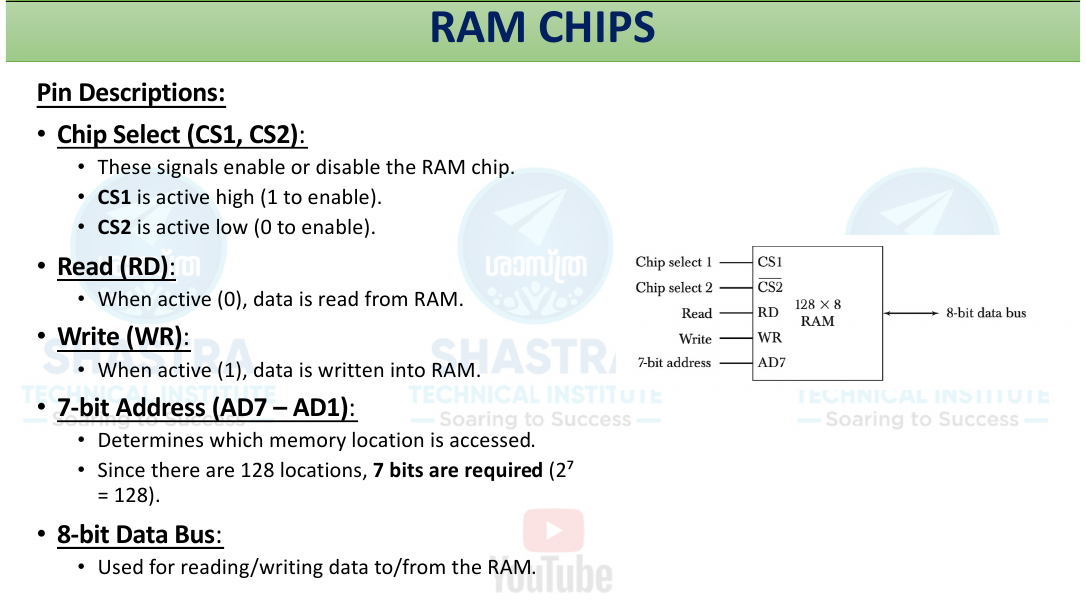 RAM CHIPS
Pin Descriptions:
• Chip Select (CS1, CS2):
• These signals enable or disable the RAM chip.
• CS1 is active high (1 to enable).
• CS2 is active low (0 to enable).
• Read (RD):
• When active (0), data is read from RAM.
• Write (WR):
• When active (1), data is written into RAM.
• 7-bit Address (AD7 – AD1):
• Determines which memory location is accessed.
• Since there are 128 locations, 7 bits are required (2⁷
= 128).
• 8-bit Data Bus:
• Used for reading/writing data to/from the RAM.
Chip select 1 CS1
Chip select 2 C̅S̅2̅
Read RD
Write WR
7-bit address AD7
128 × 8
RAM
8-bit data bus
ശാസ്ത്ര
SHASTRA
TECHNICAL INSTITUTE
Soaring to Success
ശാസ്ത്ര
SHASTRA
TECHNICAL INSTITUTE
Soaring to Success
TECHNICAL INSTITUTE
Soaring to Success
YouTube